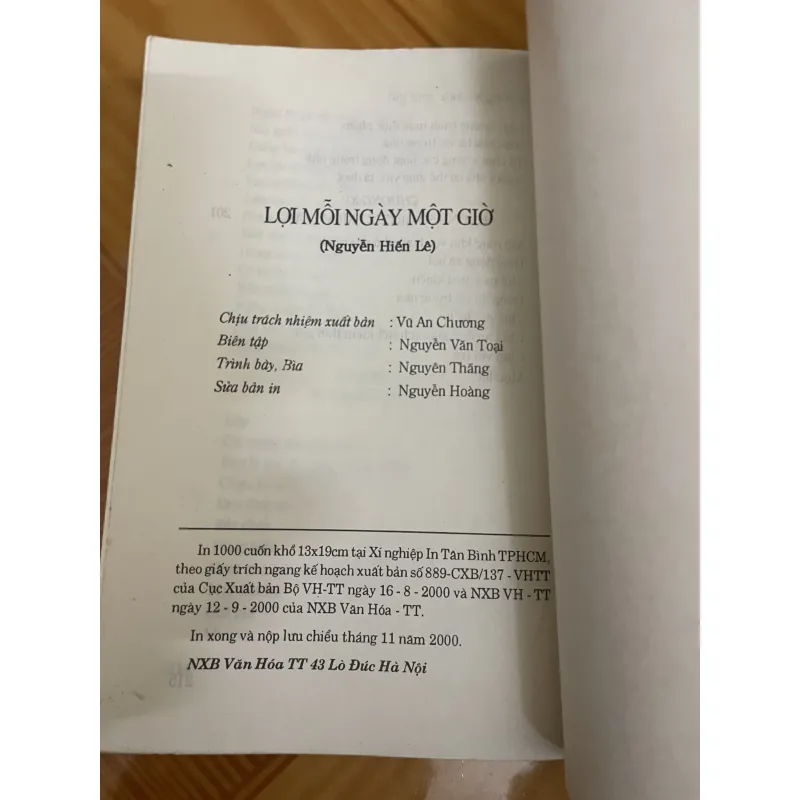 LỢI MỖI NGÀY MỘT GIỜ
(Nguyễn Hiến Lê)
Chịu trách nhiệm xuất bản : Vũ An Chương
Biên tập : Nguyễn Văn Toại
Trình bày, Bìa : Nguyên Thăng
Sửa bản in : Nguyễn Hoàng
In 1000 cuốn khổ 13x19cm tại Xí nghiệp In Tân Bình TPHCM,
theo giấy trích ngang kế hoạch xuất bản số 889-CXB/137 - VHTT
của Cục Xuất bản Bộ VH-TT ngày 16 - 8 - 2000 và NXB VH - TT
ngày 12 - 9 - 2000 của NXB Văn Hóa - TT.
In xong và nộp lưu chiểu tháng 11 năm 2000.
NXB Văn Hóa TT 43 Lò Đúc Hà Nội